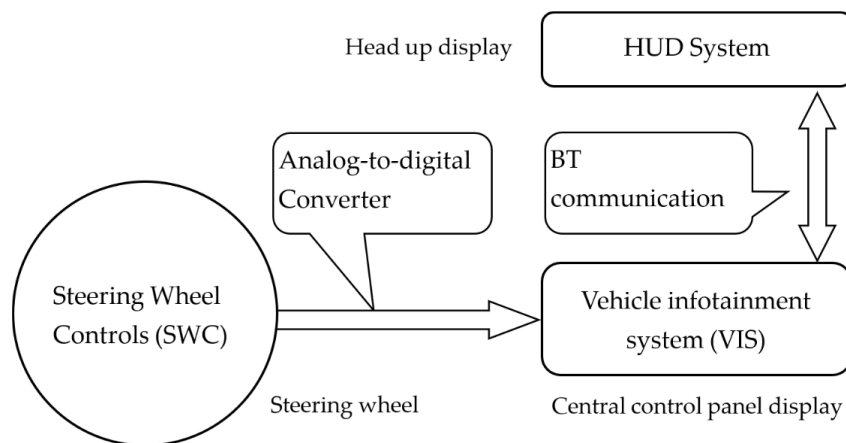 Head up display
HUD System
Analog-to-digital
Converter
BT
communication
Steering Wheel
Controls (SWC)
Vehicle infotainment
system (VIS)
Steering wheel
Central control panel display